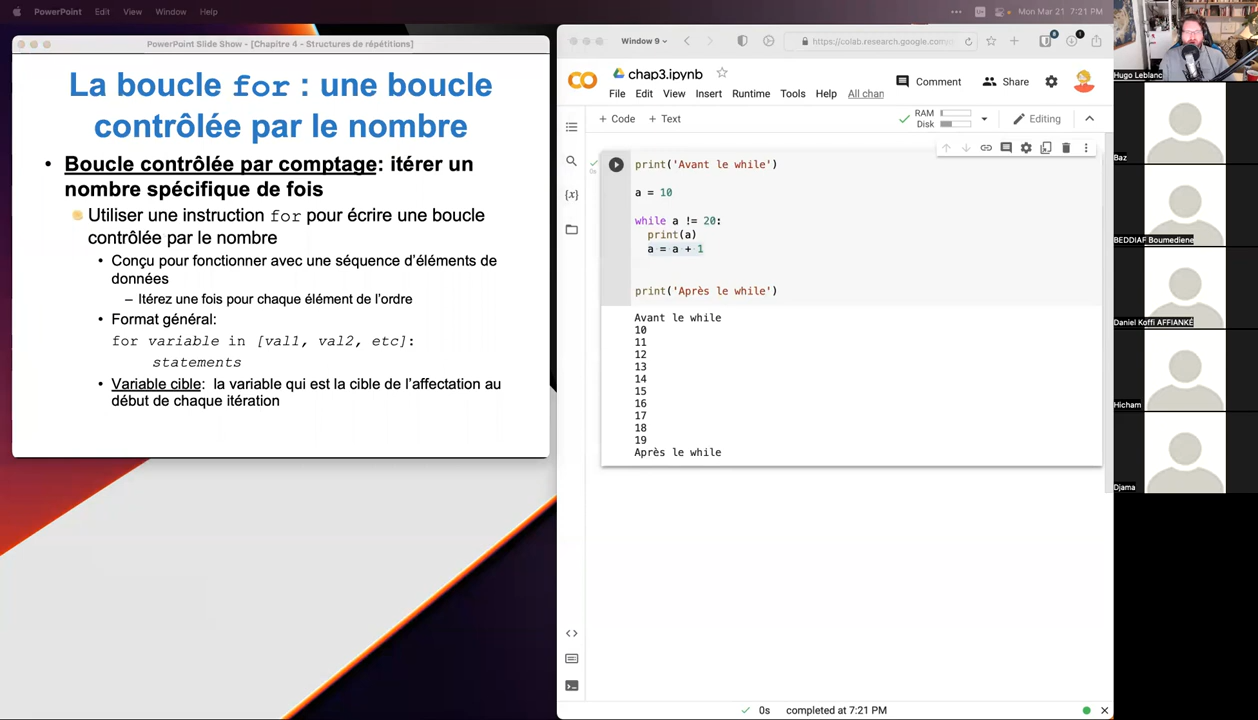 PowerPoint Edit View Window Help
Mon Mar 21 7:21 PM
PowerPoint Slide Show - [Chapitre 4 - Structures de répétitions]
La boucle for : une boucle
contrôlée par le nombre
• Boucle contrôlée par comptage: itérer un
nombre spécifique de fois
Utiliser une instruction for pour écrire une boucle
contrôlée par le nombre
• Conçu pour fonctionner avec une séquence d'éléments de
données
– Itérez une fois pour chaque élément de l'ordre
• Format général:
for variable in [val1, val2, etc]:
statements
• Variable cible: la variable qui est la cible de l'affectation au
début de chaque itération
Window 9
https://colab.research.google.com
8
1
CO
chap3.ipynb
Comment
Share
File Edit View Insert Runtime Tools Help All chan
+ Code + Text
RAM
Disk
Editing
{x}
0s
print('Avant le while')
a = 10
while a != 20:
print(a)
a = a + 1
print('Après le while')
Avant le while
10
11
12
13
14
15
16
17
18
19
Après le while
0s completed at 7:21 PM
Hugo Leblanc
Baz
BEDDIAF Boumediene
Daniel Koffi AFFIANKÉ
Hicham
Djama